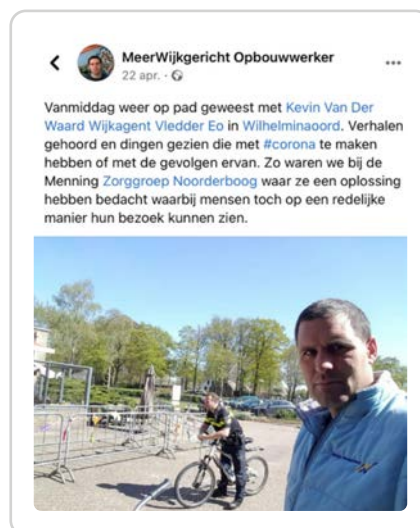 MeerWijkgericht Opbouwwerker
22 apr. ·
Vanmiddag weer op pad geweest met Kevin Van Der
Waard Wijkagent Vledder Eo in Wilhelminaoord. Verhalen
gehoord en dingen gezien die met #corona te maken
hebben of met de gevolgen ervan. Zo waren we bij de
Menning Zorggroep Noorderboog waar ze een oplossing
hebben bedacht waarbij mensen toch op een redelijke
manier hun bezoek kunnen zien.